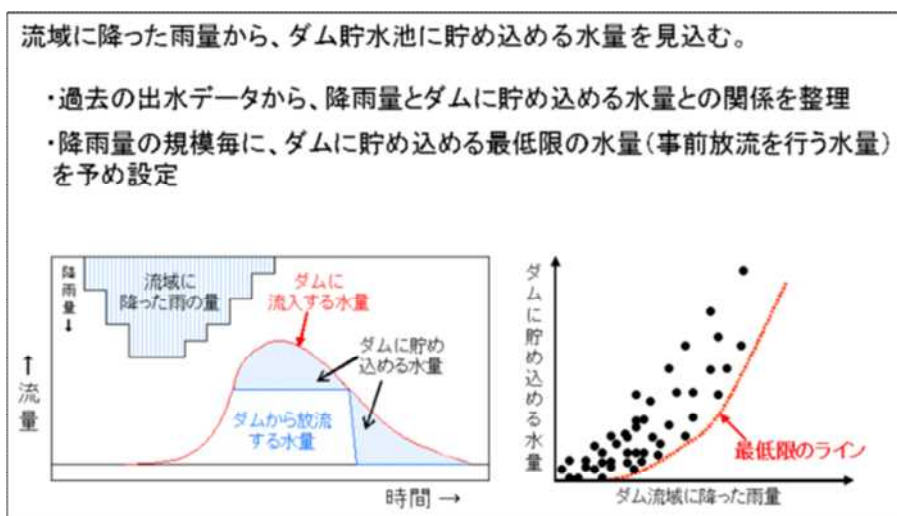 流域に降った雨量から、ダム貯水池に貯め込める水量を見込む。
・過去の出水データから、降雨量とダムに貯め込める水量との関係を整理
・降雨量の規模毎に、ダムに貯め込める最低限の水量(事前放流を行う水量)
を予め設定
降雨量↓
流域に
降った雨の量
ダムに
流入する水量
ダムに貯め
込める水量
ダムから放流
する水量
↑
流量
時間 →
ダムに貯め込める水量
最低限のライン
ダム流域に降った雨量